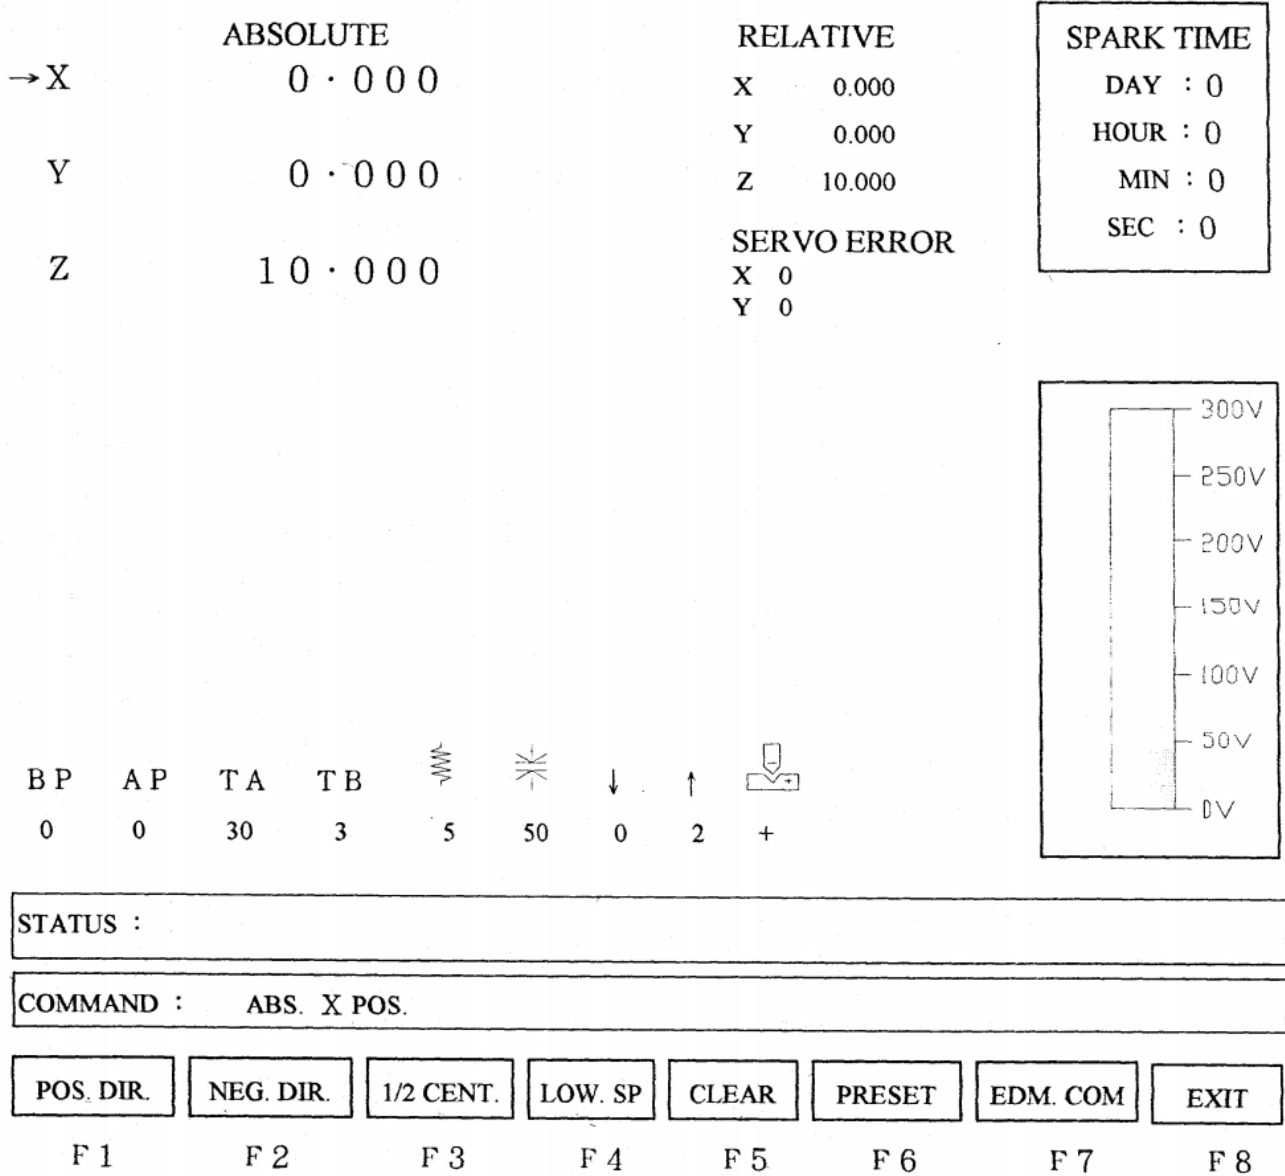 ABSOLUTE
→X 0·000
Y 0·000
Z 10·000
RELATIVE
X 0.000
Y 0.000
Z 10.000
SERVO ERROR
X 0
Y 0
SPARK TIME
DAY : 0
HOUR : 0
MIN : 0
SEC : 0
300V
250V
200V
150V
100V
50V
0V
BP AP TA TB ↓ ↑ - +
0 0 30 3 5 50 0 2 +
STATUS :
COMMAND : ABS. X POS.
POS. DIR. NEG. DIR. 1/2 CENT. LOW. SP CLEAR PRESET EDM. COM EXIT
F1 F2 F3 F4 F5 F6 F7 F8